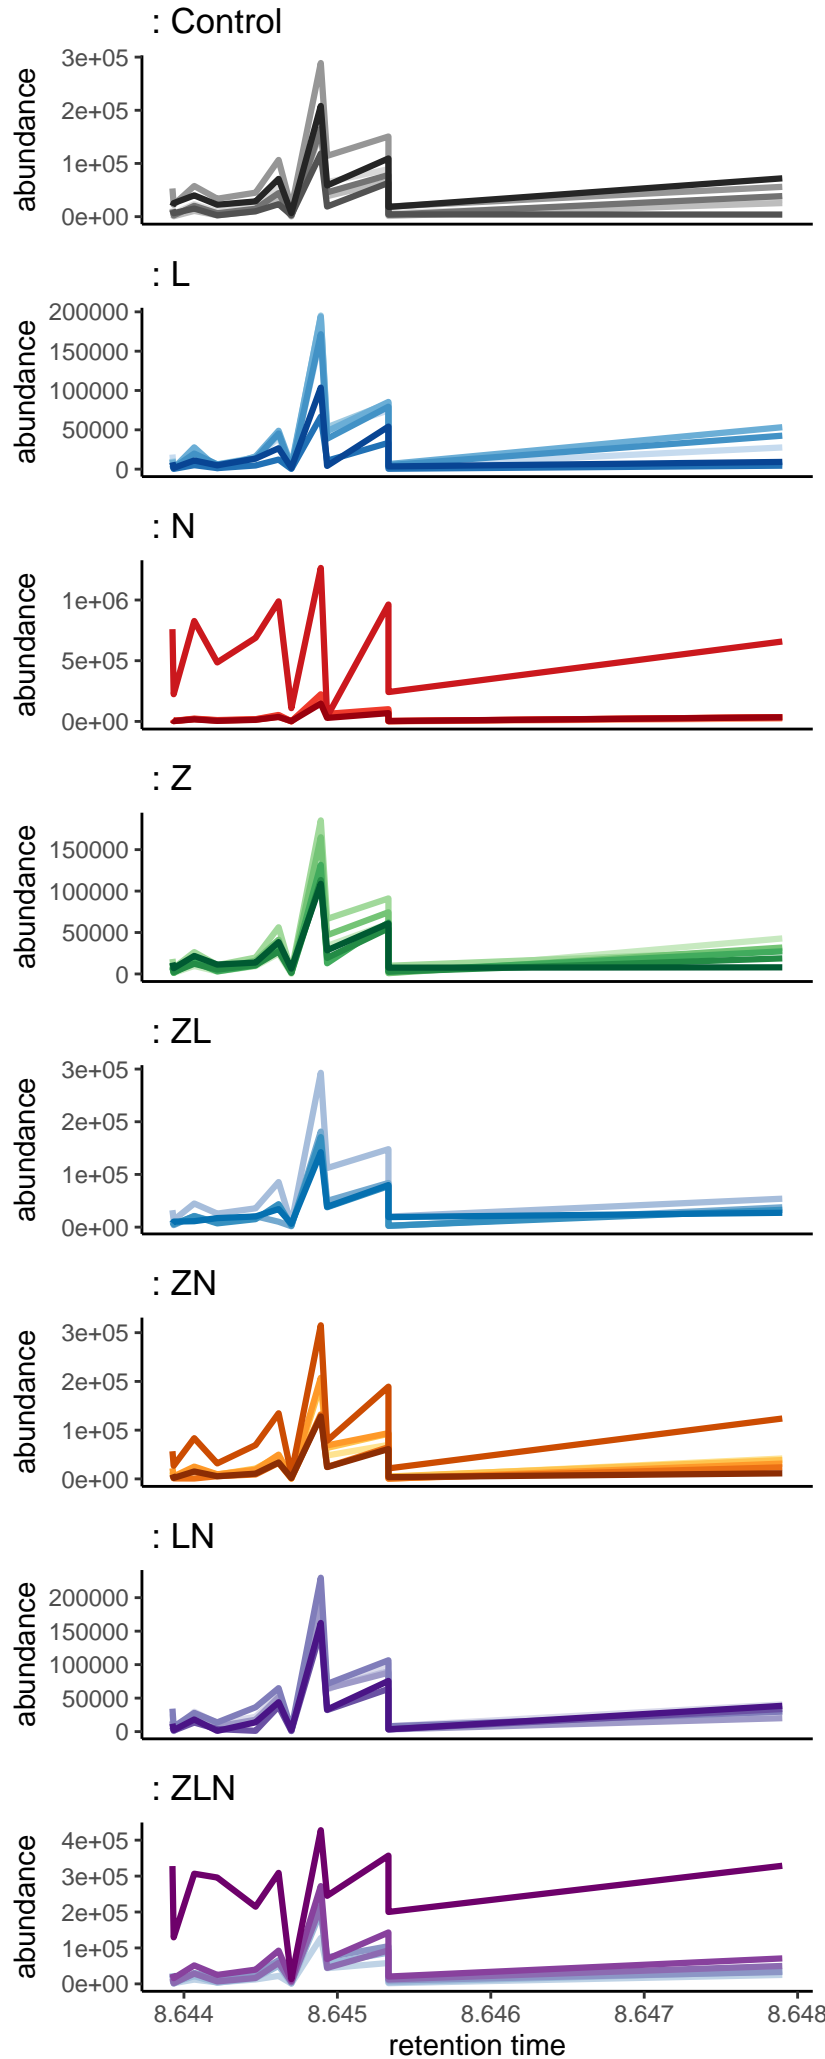 : Control
abundance
3e+05
2e+05
1e+05
0e+00
: L
abundance
200000
150000
100000
50000
0
: N
abundance
1e+06
5e+05
0e+00
: Z
abundance
150000
100000
50000
0
: ZL
abundance
3e+05
2e+05
1e+05
0e+00
: ZN
abundance
3e+05
2e+05
1e+05
0e+00
: LN
abundance
200000
150000
100000
50000
0
: ZLN
abundance
4e+05
3e+05
2e+05
1e+05
0e+00
8.644 8.645 8.646 8.647 8.648
retention time